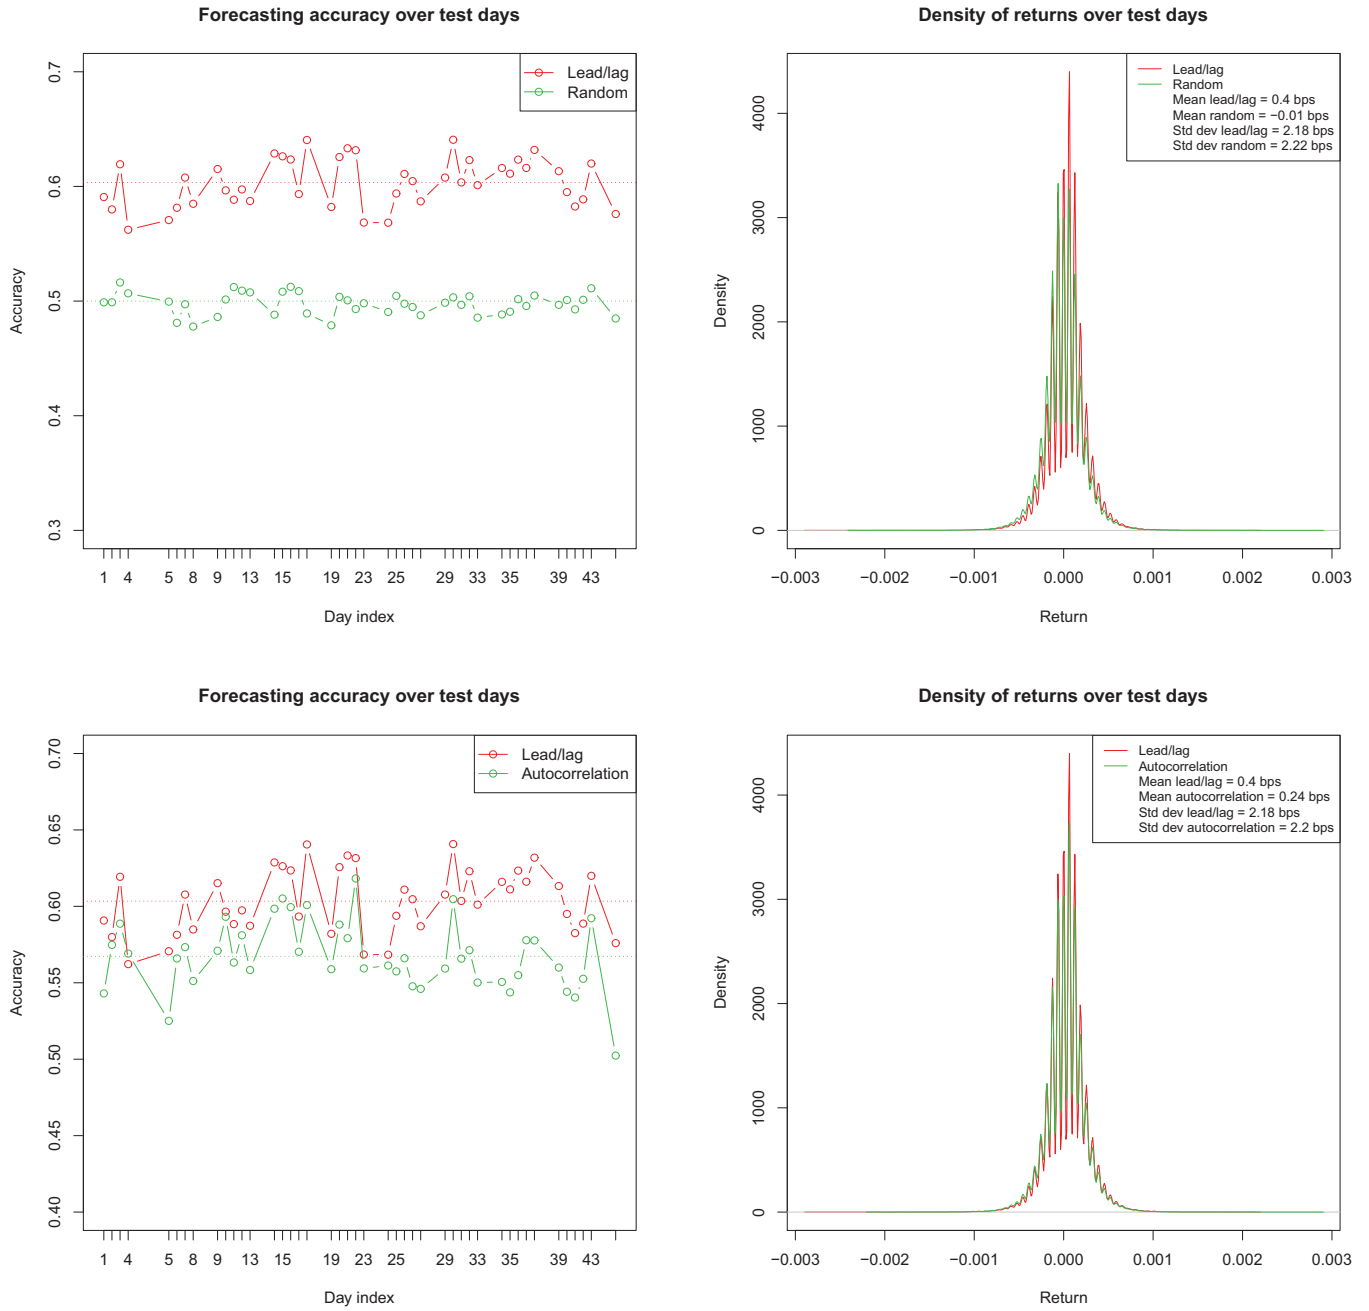 Forecasting accuracy over test days
Lead/lag
Random
0.7
0.6
0.5
0.4
0.3
Accuracy
1 4 5 8 9 13 15 19 23 25 29 33 35 39 43
Day index
Density of returns over test days
Lead/lag
Random
Mean lead/lag = 0.4 bps
Mean random = −0.01 bps
Std dev lead/lag = 2.18 bps
Std dev random = 2.22 bps
4000
3000
2000
1000
0
Density
−0.003 −0.002 −0.001 0.000 0.001 0.002 0.003
Return
Forecasting accuracy over test days
Lead/lag
Autocorrelation
0.70
0.65
0.60
0.55
0.50
0.45
0.40
Accuracy
1 4 5 8 9 13 15 19 23 25 29 33 35 39 43
Day index
Density of returns over test days
Lead/lag
Autocorrelation
Mean lead/lag = 0.4 bps
Mean autocorrelation = 0.24 bps
Std dev lead/lag = 2.18 bps
Std dev autocorrelation = 2.2 bps
4000
3000
2000
1000
0
Density
−0.003 −0.002 −0.001 0.000 0.001 0.002 0.003
Return